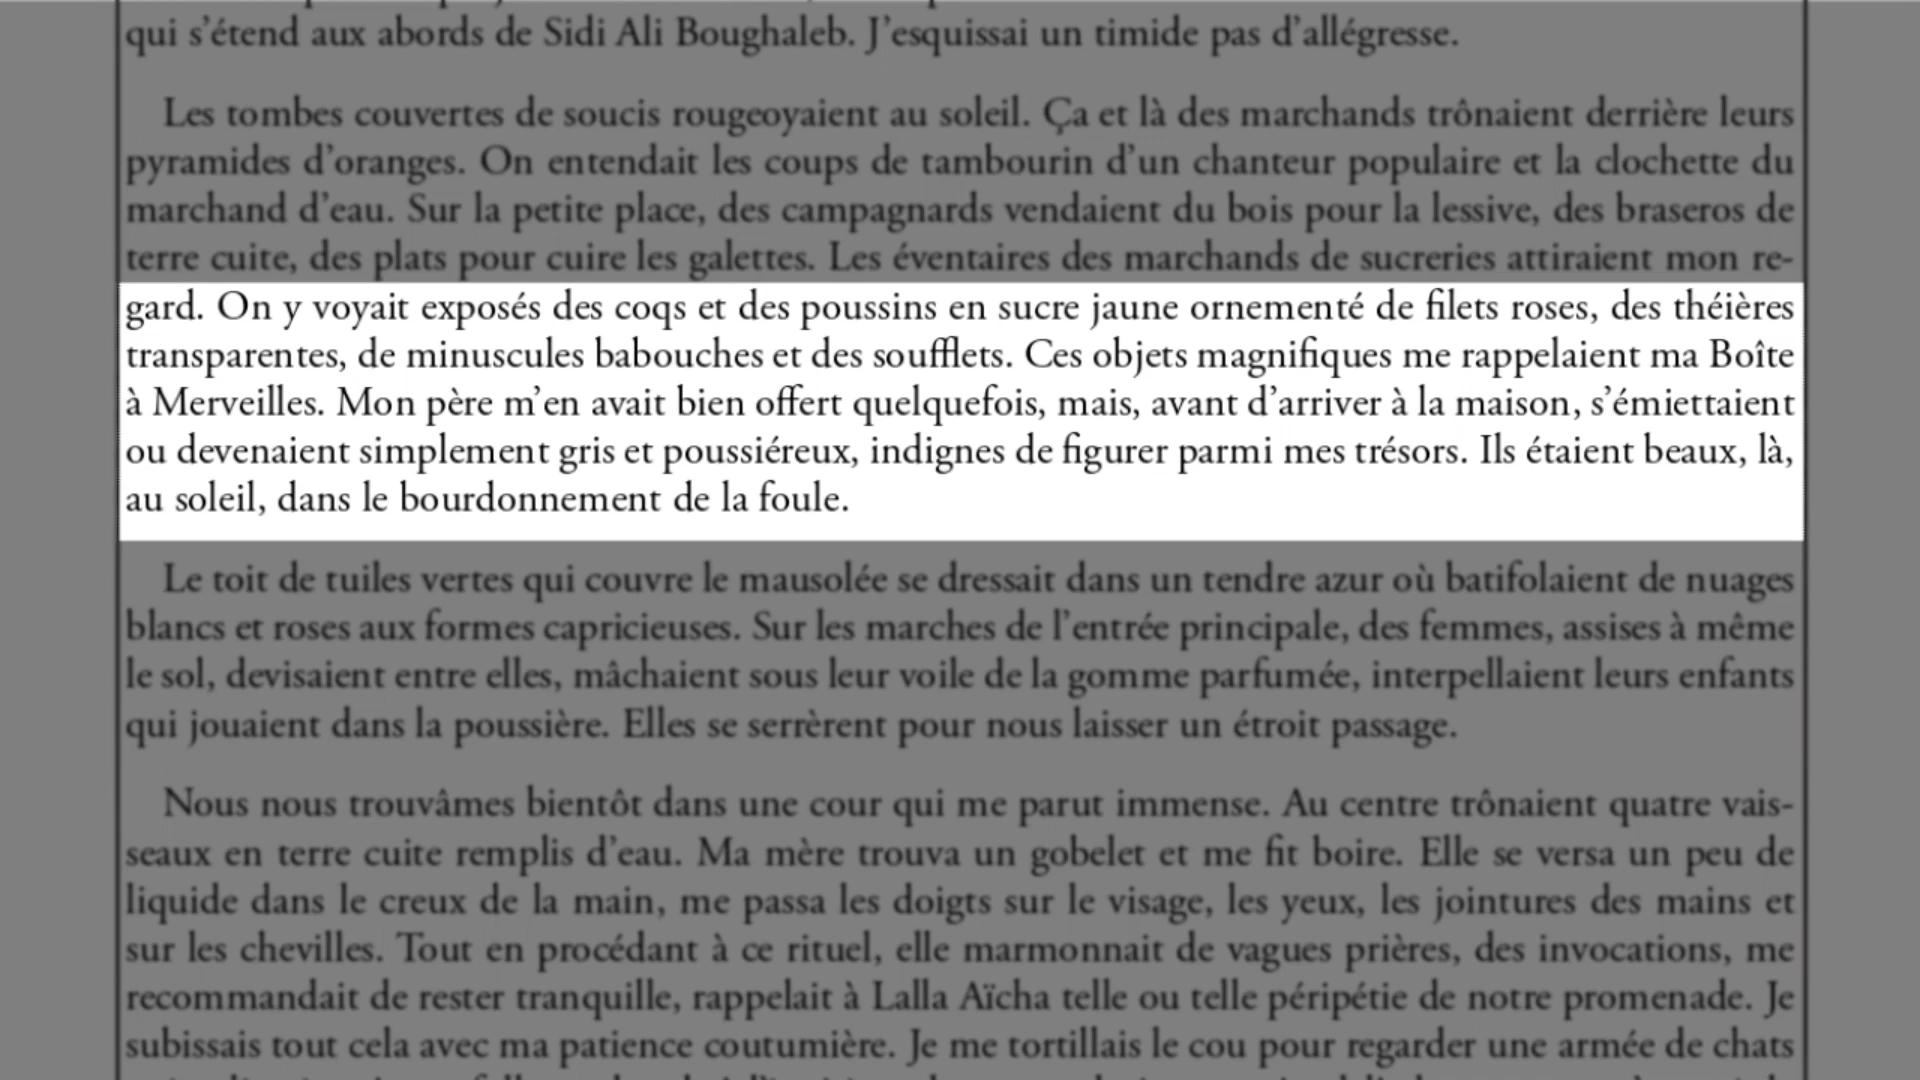 qui s’étend aux abords de Sidi Ali Boughaleb. J’esquissai un timide pas d’allégresse.
Les tombes couvertes de soucis rougeoyaient au soleil. Ça et là des marchands trônaient derrière leurs
pyramides d’oranges. On entendait les coups de tambourin d’un chanteur populaire et la clochette du
marchand d’eau. Sur la petite place, des campagnards vendaient du bois pour la lessive, des braseros de
terre cuite, des plats pour cuire les galettes. Les éventaires des marchands de sucreries attiraient mon re-
gard. On y voyait exposés des coqs et des poussins en sucre jaune ornementé de filets roses, des théières
transparentes, de minuscules babouches et des soufflets. Ces objets magnifiques me rappelaient ma Boîte
à Merveilles. Mon père m’en avait bien offert quelquefois, mais, avant d’arriver à la maison, s’émiettaient
ou devenaient simplement gris et poussiéreux, indignes de figurer parmi mes trésors. Ils étaient beaux, là,
au soleil, dans le bourdonnement de la foule.
Le toit de tuiles vertes qui couvre le mausolée se dressait dans un tendre azur où batifolaient de nuages
blancs et roses aux formes capricieuses. Sur les marches de l’entrée principale, des femmes, assises à même
le sol, devisaient entre elles, mâchaient sous leur voile de la gomme parfumée, interpellaient leurs enfants
qui jouaient dans la poussière. Elles se serrèrent pour nous laisser un étroit passage.
Nous nous trouvâmes bientôt dans une cour qui me parut immense. Au centre trônaient quatre vais-
seaux en terre cuite remplis d’eau. Ma mère trouva un gobelet et me fit boire. Elle se versa un peu de
liquide dans le creux de la main, me passa les doigts sur le visage, les yeux, les jointures des mains et
sur les chevilles. Tout en procédant à ce rituel, elle marmonnait de vagues prières, des invocations, me
recommandait de rester tranquille, rappelait à Lalla Aïcha telle ou telle péripétie de notre promenade. Je
subissais tout cela avec ma patience coutumière. Je me tortillais le cou pour regarder une armée de chats